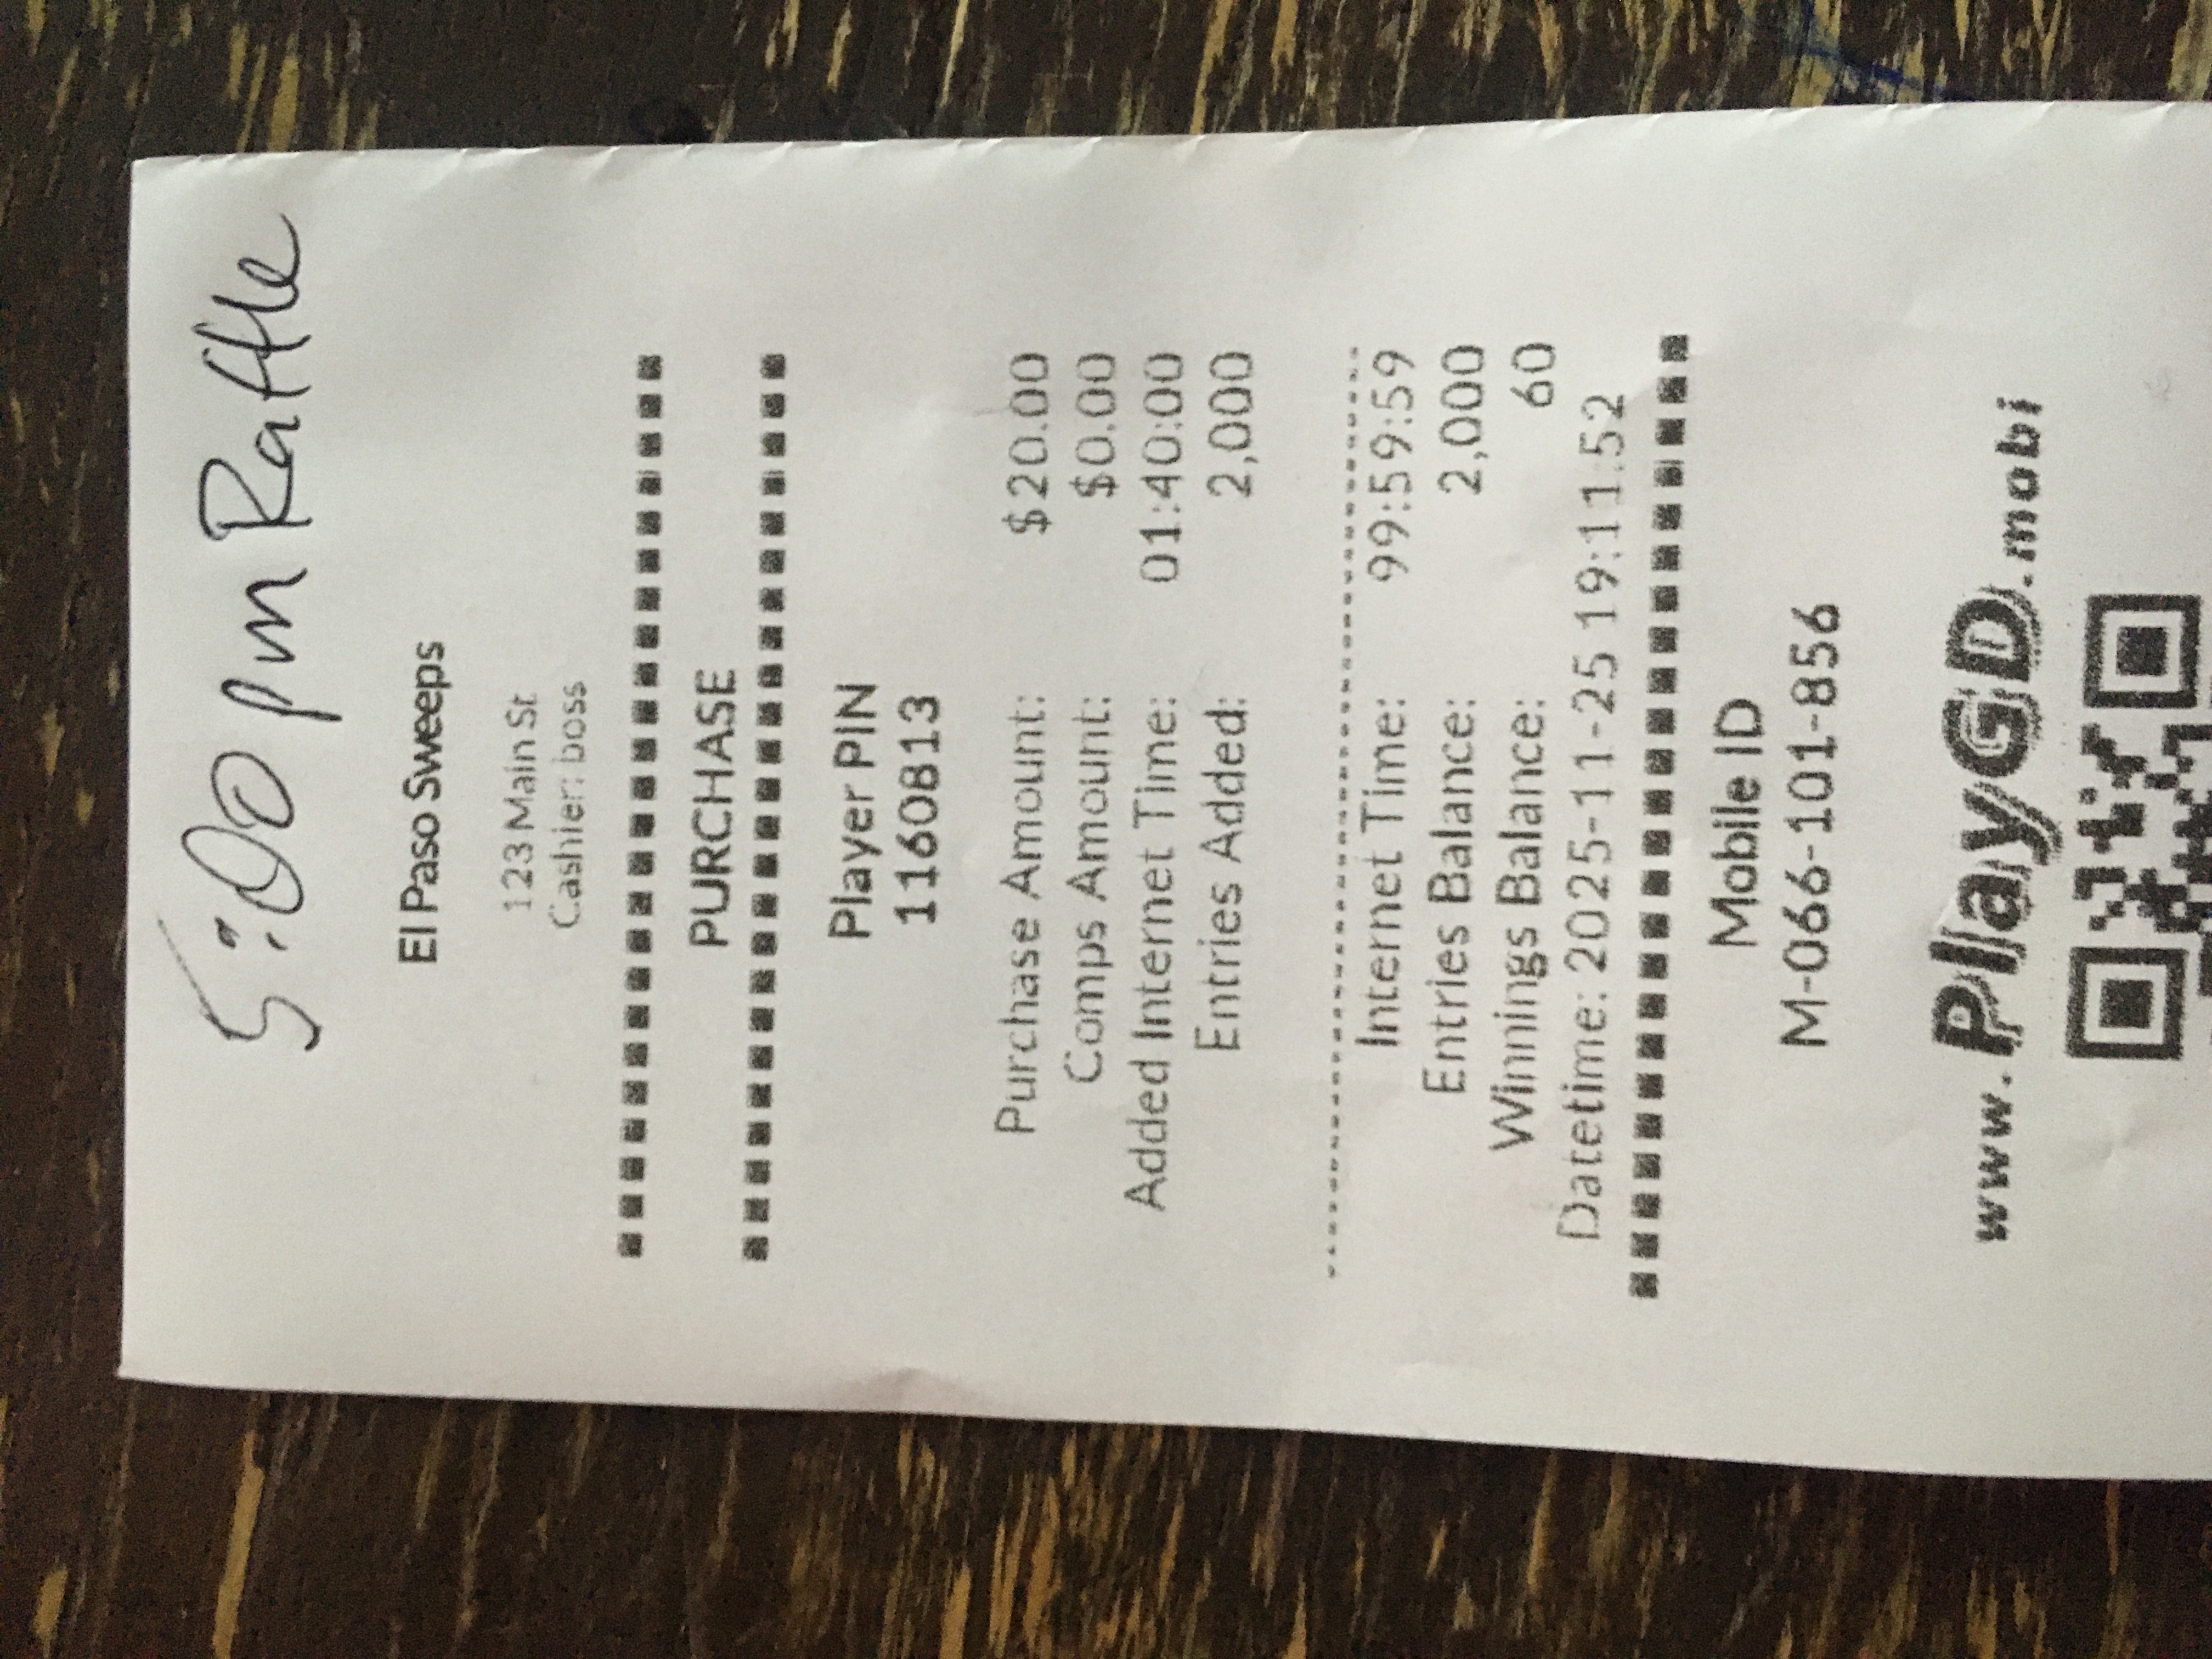 5:00 pm Raffle
El Paso Sweeps
123 Main St
Cashier: boss
PURCHASE
Player PIN
1160813
Purchase Amount: $20.00
Comps Amount: $0.00
Added Internet Time: 01:40:00
Entries Added: 2,000
Internet Time: 99:59:59
Entries Balance: 2,000
Winnings Balance: 60
Datetime: 2025-11-25 19:11:52
Mobile ID
M-066-101-856
www.PlayGD.mobi